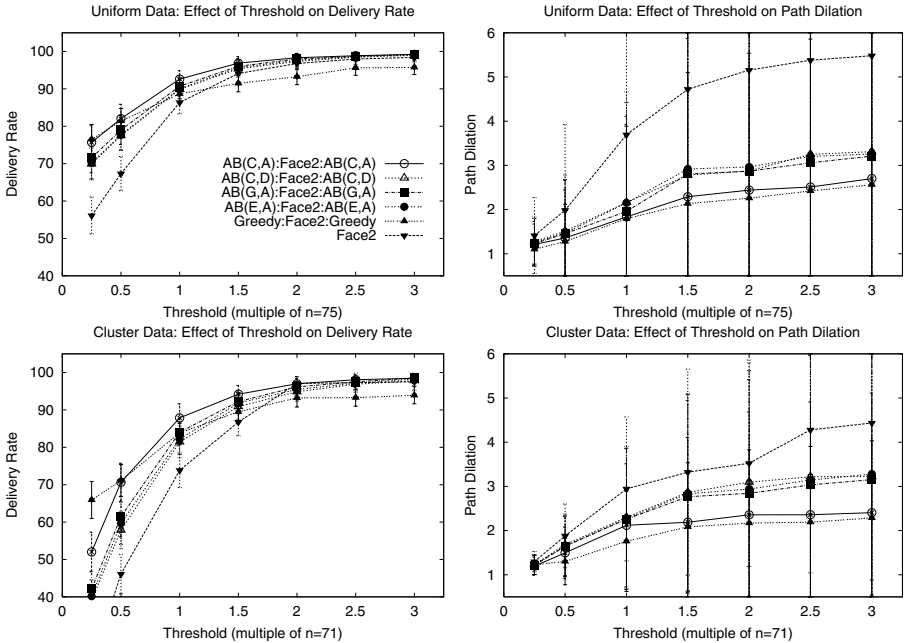 Uniform Data: Effect of Threshold on Delivery Rate
100
90
80
70
60
50
40
Delivery Rate
AB(C,A):Face2:AB(C,A)
AB(C,D):Face2:AB(C,D)
AB(G,A):Face2:AB(G,A)
AB(E,A):Face2:AB(E,A)
Greedy:Face2:Greedy
Face2
0 0.5 1 1.5 2 2.5 3
Threshold (multiple of n=75)
Uniform Data: Effect of Threshold on Path Dilation
6
5
4
3
2
1
Path Dilation
0 0.5 1 1.5 2 2.5 3
Threshold (multiple of n=75)
Cluster Data: Effect of Threshold on Delivery Rate
100
90
80
70
60
50
40
Delivery Rate
0 0.5 1 1.5 2 2.5 3
Threshold (multiple of n=71)
Cluster Data: Effect of Threshold on Path Dilation
6
5
4
3
2
1
Path Dilation
0 0.5 1 1.5 2 2.5 3
Threshold (multiple of n=71)